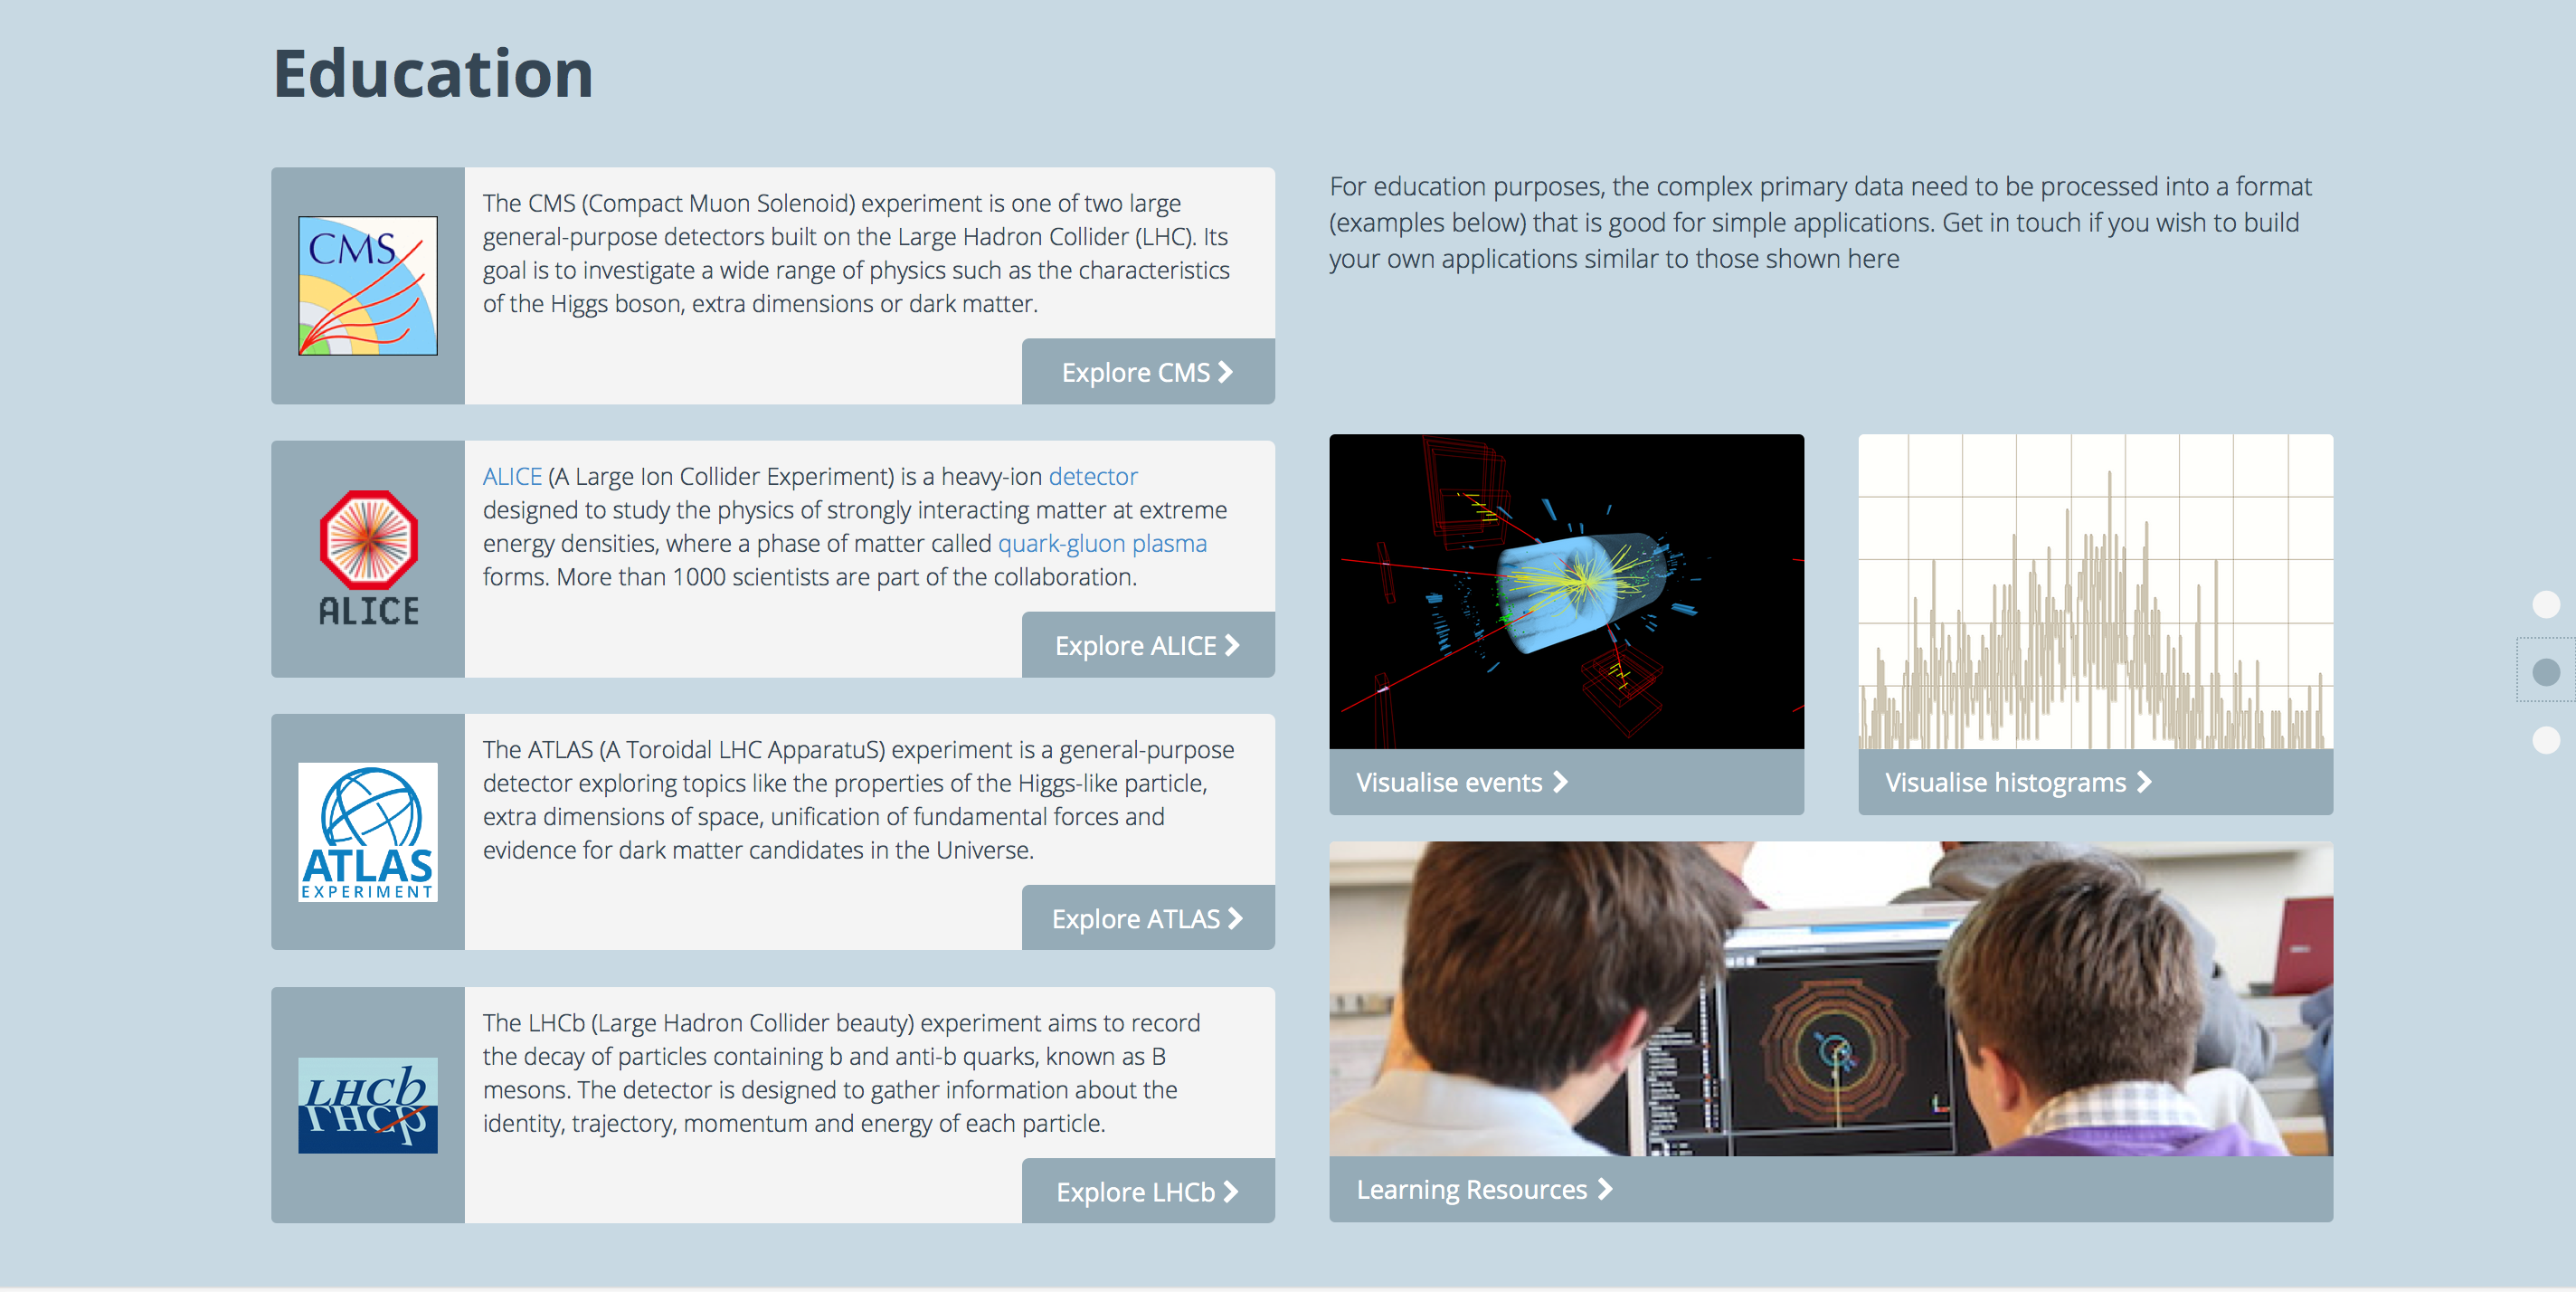 Education
CMS
The CMS (Compact Muon Solenoid) experiment is one of two large
general-purpose detectors built on the Large Hadron Collider (LHC). Its
goal is to investigate a wide range of physics such as the characteristics
of the Higgs boson, extra dimensions or dark matter.
Explore CMS
ALICE
ALICE (A Large Ion Collider Experiment) is a heavy-ion detector
designed to study the physics of strongly interacting matter at extreme
energy densities, where a phase of matter called quark-gluon plasma
forms. More than 1000 scientists are part of the collaboration.
Explore ALICE
ATLAS
EXPERIMENT
The ATLAS (A Toroidal LHC ApparatuS) experiment is a general-purpose
detector exploring topics like the properties of the Higgs-like particle,
extra dimensions of space, unification of fundamental forces and
evidence for dark matter candidates in the Universe.
Explore ATLAS
LHCb
LHCb
The LHCb (Large Hadron Collider beauty) experiment aims to record
the decay of particles containing b and anti-b quarks, known as B
mesons. The detector is designed to gather information about the
identity, trajectory, momentum and energy of each particle.
Explore LHCb
For education purposes, the complex primary data need to be processed into a format
(examples below) that is good for simple applications. Get in touch if you wish to build
your own applications similar to those shown here
Visualise events
Visualise histograms
Learning Resources